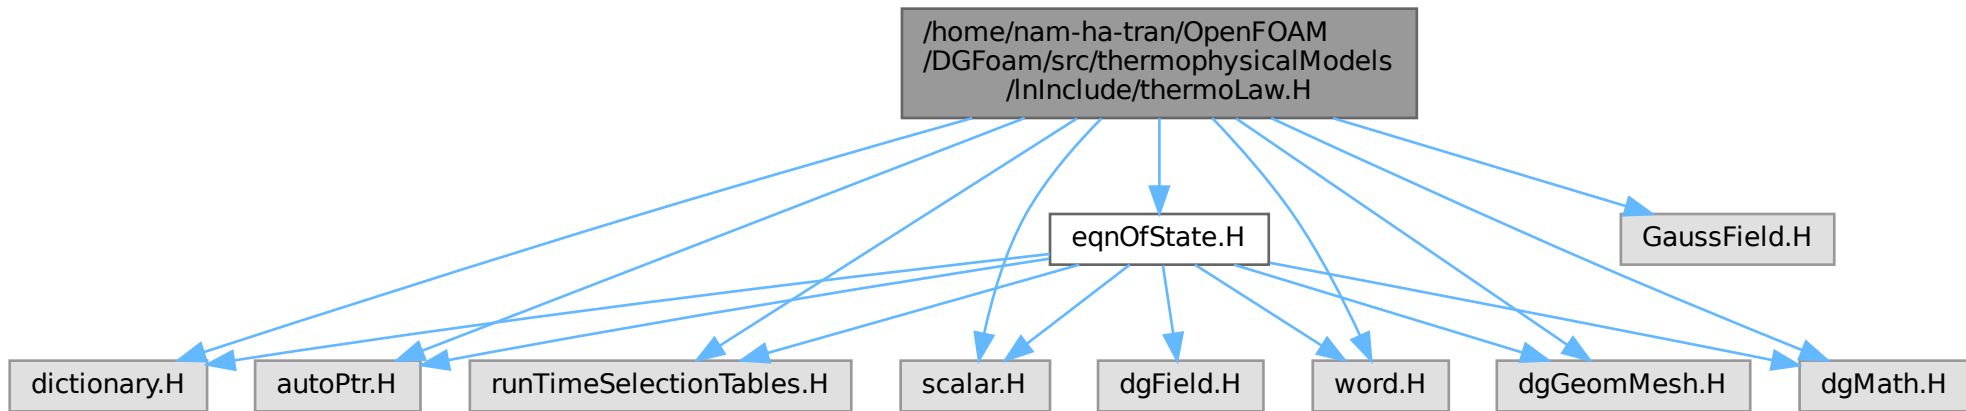 /home/nam-ha-tran/OpenFOAM
/DGFoam/src/thermophysicalModels
/lnInclude/thermoLaw.H
eqnOfState.H
GaussField.H
dictionary.H
autoPtr.H
runTimeSelectionTables.H
scalar.H
dgField.H
word.H
dgGeomMesh.H
dgMath.H